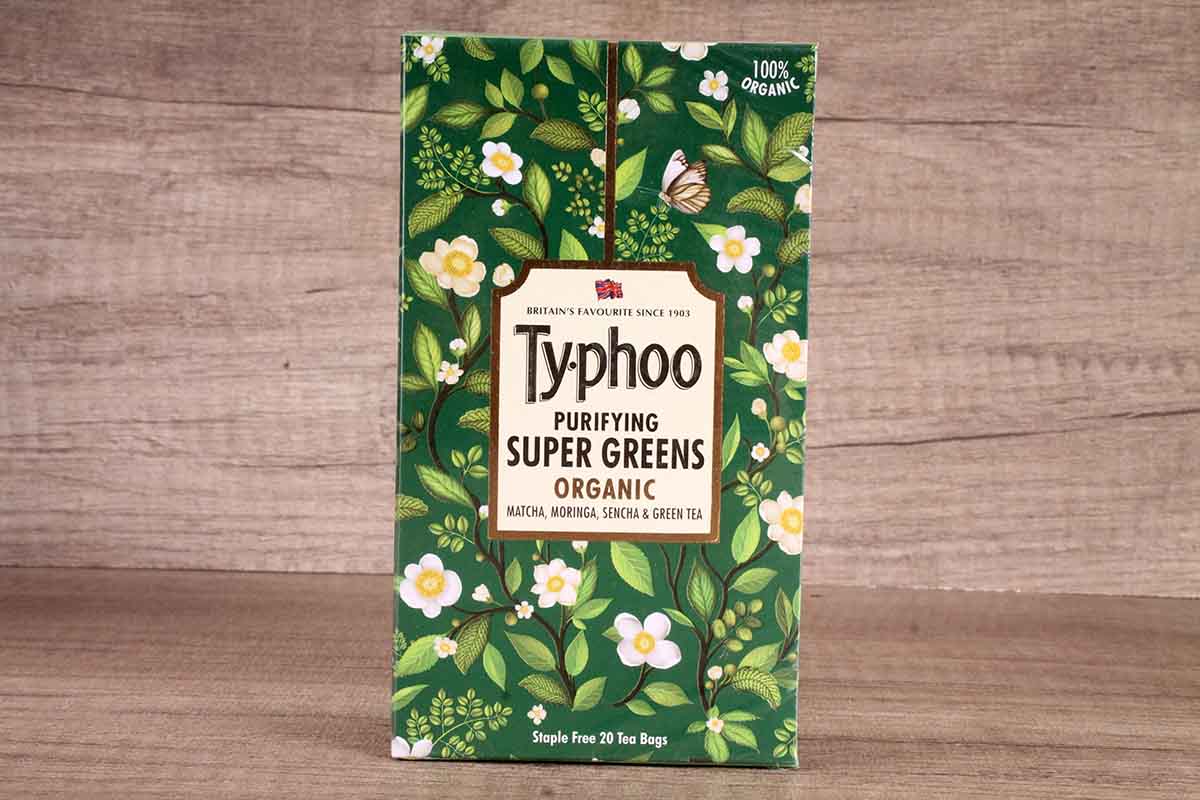 100%
ORGANIC
BRITAIN'S FAVOURITE SINCE 1903
Ty·phoo
PURIFYING
SUPER GREENS
ORGANIC
MATCHA, MORINGA, SENCHA & GREEN TEA
Staple Free 20 Tea Bags